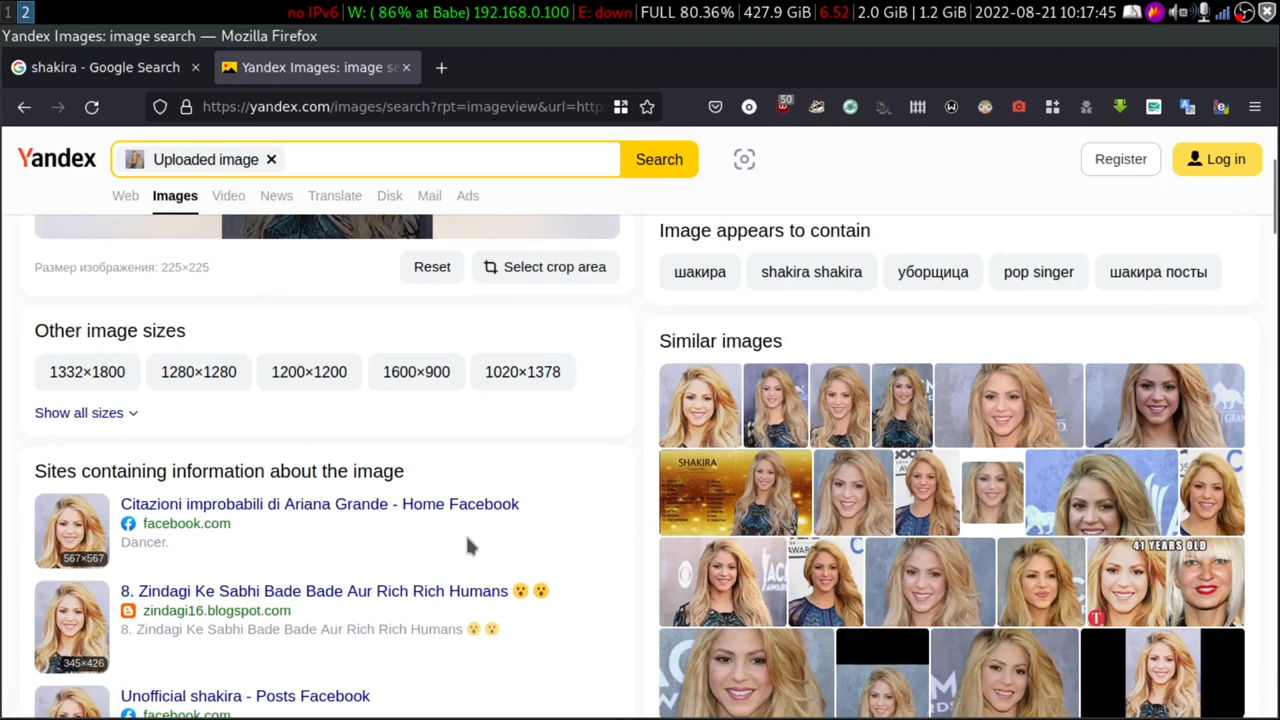 1 2 no IPv6| W: ( 86% at Babe) 192.168.0.100| E: down| FULL 80.36%| 427.9 GiB| 6.52| 2.0 GiB | 1.2 GiB| 2022-08-21 10:17:45
Yandex Images: image search — Mozilla Firefox
shakira - Google Search × Yandex Images: image se × +
https://yandex.com/images/search?rpt=imageview&url=http
50
Yandex Uploaded image × Search Register Log in
Web Images Video News Translate Disk Mail Ads
Размер изображения: 225×225
Reset
Select crop area
Other image sizes
1332×1800 1280×1280 1200×1200 1600×900 1020×1378
Show all sizes
Sites containing information about the image
Citazioni improbabili di Ariana Grande - Home Facebook
facebook.com
Dancer.
567×567
8. Zindagi Ke Sabhi Bade Bade Aur Rich Rich Humans 😮 😮
zindagi16.blogspot.com
8. Zindagi Ke Sabhi Bade Bade Aur Rich Rich Humans 😮 😮
345×426
Unofficial shakira - Posts Facebook
facebook.com
Image appears to contain
шакира shakira shakira уборщица pop singer шакира посты
Similar images
SHAKIRA
41 YEARS OLD